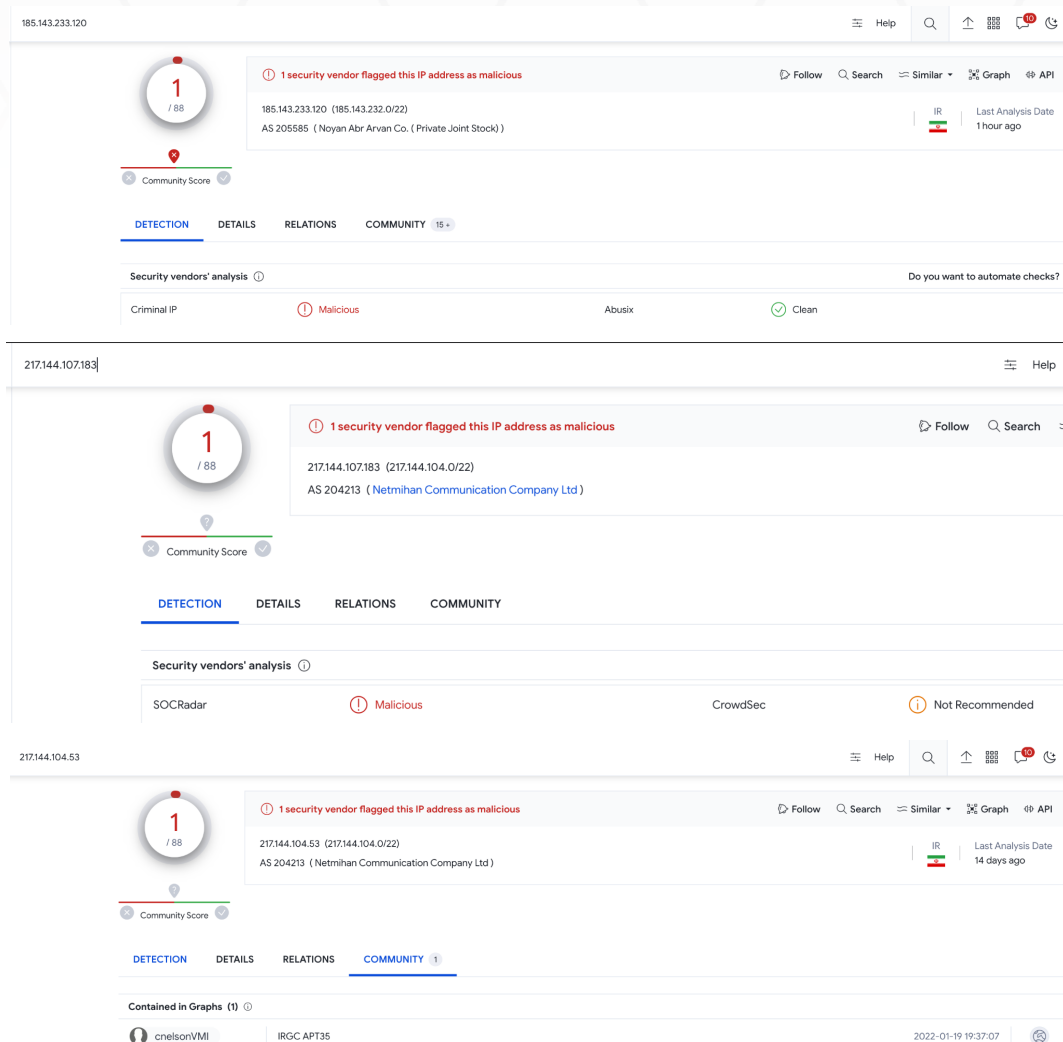 185.143.233.120 Help 10
1 / 88
1 security vendor flagged this IP address as malicious Follow Search Similar Graph API
185.143.233.120 (185.143.232.0/22)
AS 205585 ( Noyan Abr Arvan Co. ( Private Joint Stock) )
IR Last Analysis Date
1 hour ago
Community Score
DETECTION DETAILS RELATIONS COMMUNITY 15 +
Security vendors' analysis Do you want to automate checks?
Criminal IP Malicious Abusix Clean
217.144.107.183 Help
1 / 88
1 security vendor flagged this IP address as malicious Follow Search
217.144.107.183 (217.144.104.0/22)
AS 204213 ( Netmihan Communication Company Ltd )
Community Score
DETECTION DETAILS RELATIONS COMMUNITY
Security vendors' analysis
SOCRadar Malicious CrowdSec Not Recommended
217.144.104.53 Help 10
1 / 88
1 security vendor flagged this IP address as malicious Follow Search Similar Graph API
217.144.104.53 (217.144.104.0/22)
AS 204213 ( Netmihan Communication Company Ltd )
IR Last Analysis Date
14 days ago
Community Score
DETECTION DETAILS RELATIONS COMMUNITY 1
Contained in Graphs (1)
cnelsonVMI IRGC APT35 2022-01-19 19:37:07